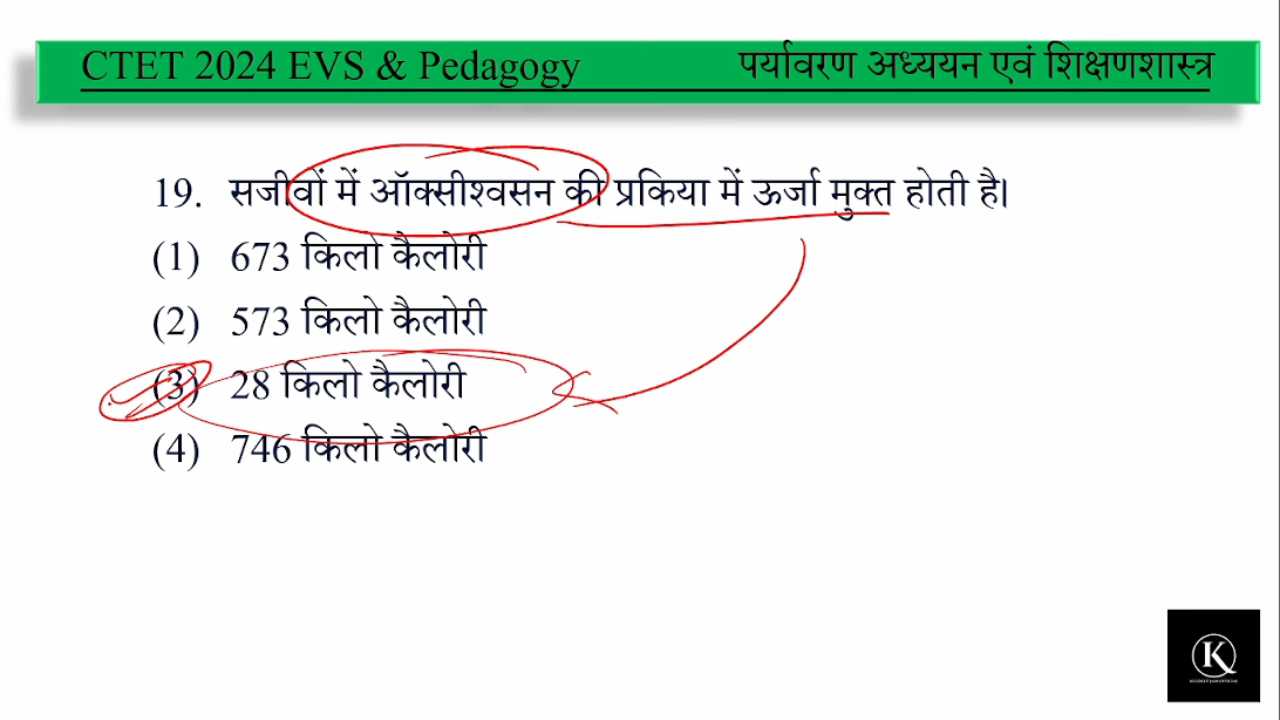 CTET 2024 EVS & Pedagogy पर्यावरण अध्ययन एवं शिक्षणशास्त्र
19. सजीवों में ऑक्सीश्वसन की प्रकिया में ऊर्जा मुक्त होती है।
(1) 673 किलो कैलोरी
(2) 573 किलो कैलोरी
(3) 28 किलो कैलोरी
(4) 746 किलो कैलोरी
K